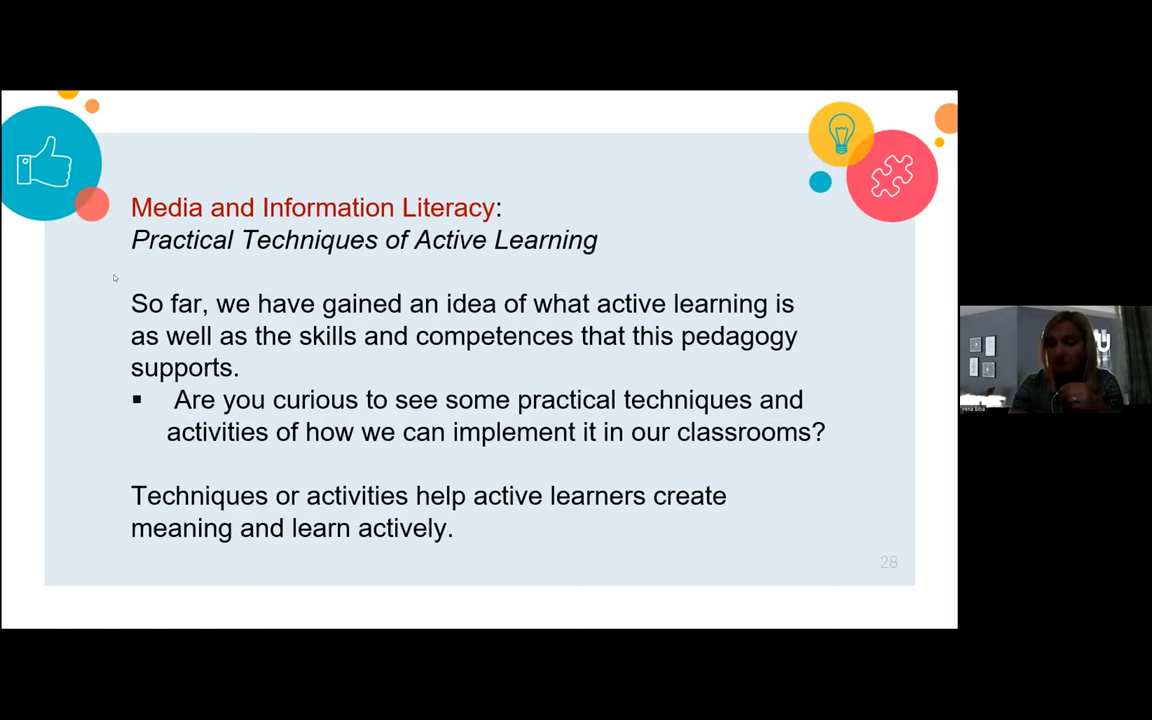 Media and Information Literacy:
Practical Techniques of Active Learning
So far, we have gained an idea of what active learning is
as well as the skills and competences that this pedagogy
supports.
▪ Are you curious to see some practical techniques and
activities of how we can implement it in our classrooms?
Techniques or activities help active learners create
meaning and learn actively.
28